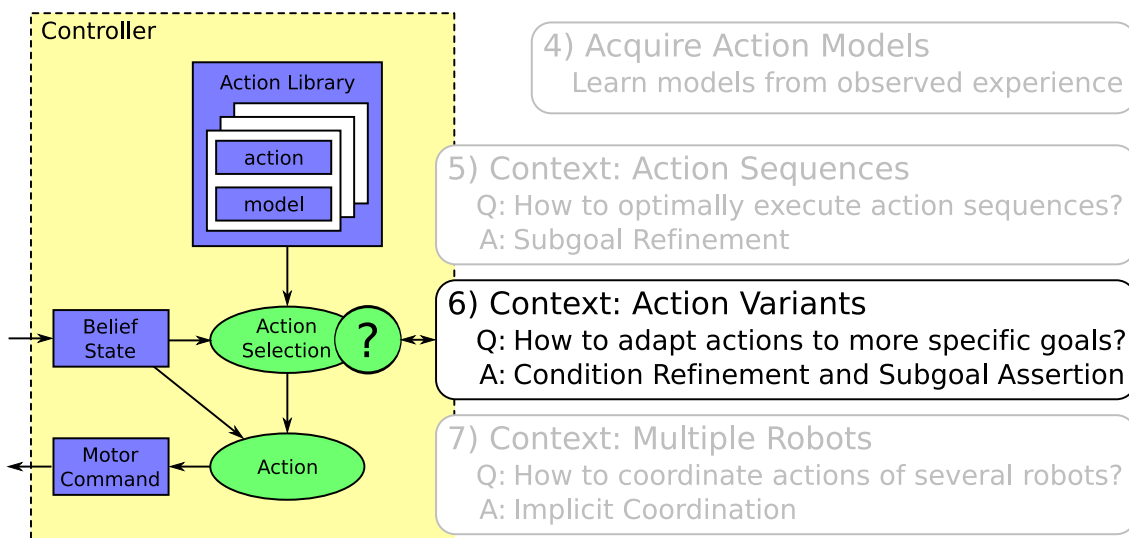 Controller
Action Library
action
model
Belief
State
Action
Selection
?
Motor
Command
Action
4) Acquire Action Models
Learn models from observed experience
5) Context: Action Sequences
Q: How to optimally execute action sequences?
A: Subgoal Refinement
6) Context: Action Variants
Q: How to adapt actions to more specific goals?
A: Condition Refinement and Subgoal Assertion
7) Context: Multiple Robots
Q: How to coordinate actions of several robots?
A: Implicit Coordination